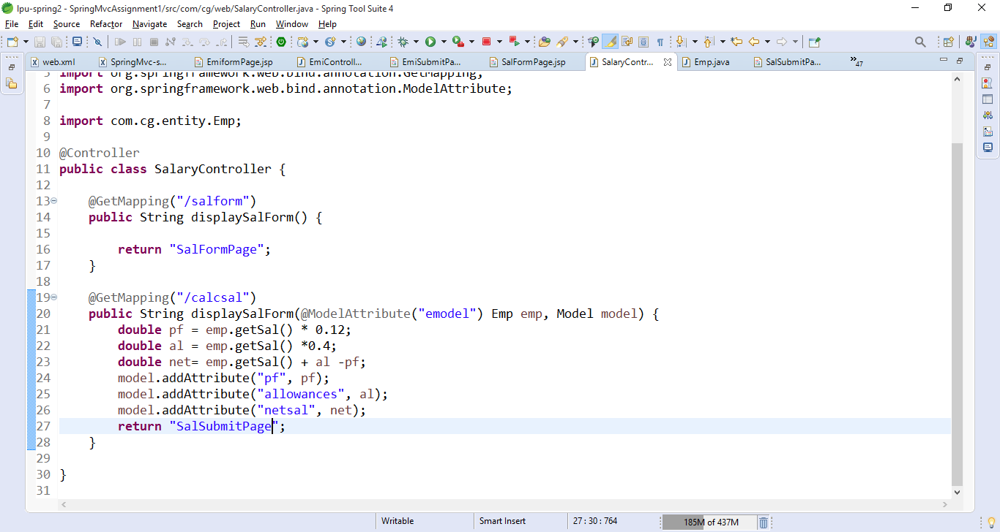 lpu-spring2 - SpringMvcAssignment1/src/com/cg/web/SalaryController.java - Spring Tool Suite 4
File Edit Source Refactor Navigate Search Project Run Window Help
web.xml SpringMvc-s... EmiformPage.jsp EmiControll... EmiSubmitPa... SalFormPage.jsp SalaryContr... Emp.java SalSubmitPa... »47
5 import org.springframework.web.bind.annotation.GetMapping;
6 import org.springframework.web.bind.annotation.ModelAttribute;
7
8 import com.cg.entity.Emp;
9
10 @Controller
11 public class SalaryController {
12
13 @GetMapping("/salform")
14 public String displaySalForm() {
15
16 return "SalFormPage";
17 }
18
19 @GetMapping("/calcsal")
20 public String displaySalForm(@ModelAttribute("emodel") Emp emp, Model model) {
21 double pf = emp.getSal() * 0.12;
22 double al = emp.getSal() *0.4;
23 double net= emp.getSal() + al -pf;
24 model.addAttribute("pf", pf);
25 model.addAttribute("allowances", al);
26 model.addAttribute("netsal", net);
27 return "SalSubmitPage";
28 }
29
30 }
31
Writable Smart Insert 27 : 30 : 764 185M of 437M